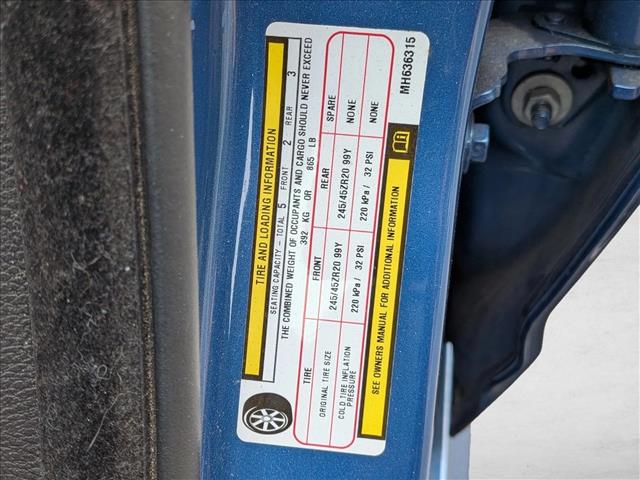 TIRE AND LOADING INFORMATION
SEATING CAPACITY - TOTAL 5 FRONT 2 REAR 3
THE COMBINED WEIGHT OF OCCUPANTS AND CARGO SHOULD NEVER EXCEED
392 KG OR 865 LB
TIRE FRONT REAR SPARE
ORIGINAL TIRE SIZE 245/45ZR20 99Y 245/45ZR20 99Y NONE
COLD TIRE INFLATION PRESSURE 220 kPa / 32 PSI 220 kPa / 32 PSI NONE
SEE OWNERS MANUAL FOR ADDITIONAL INFORMATION
MH636315